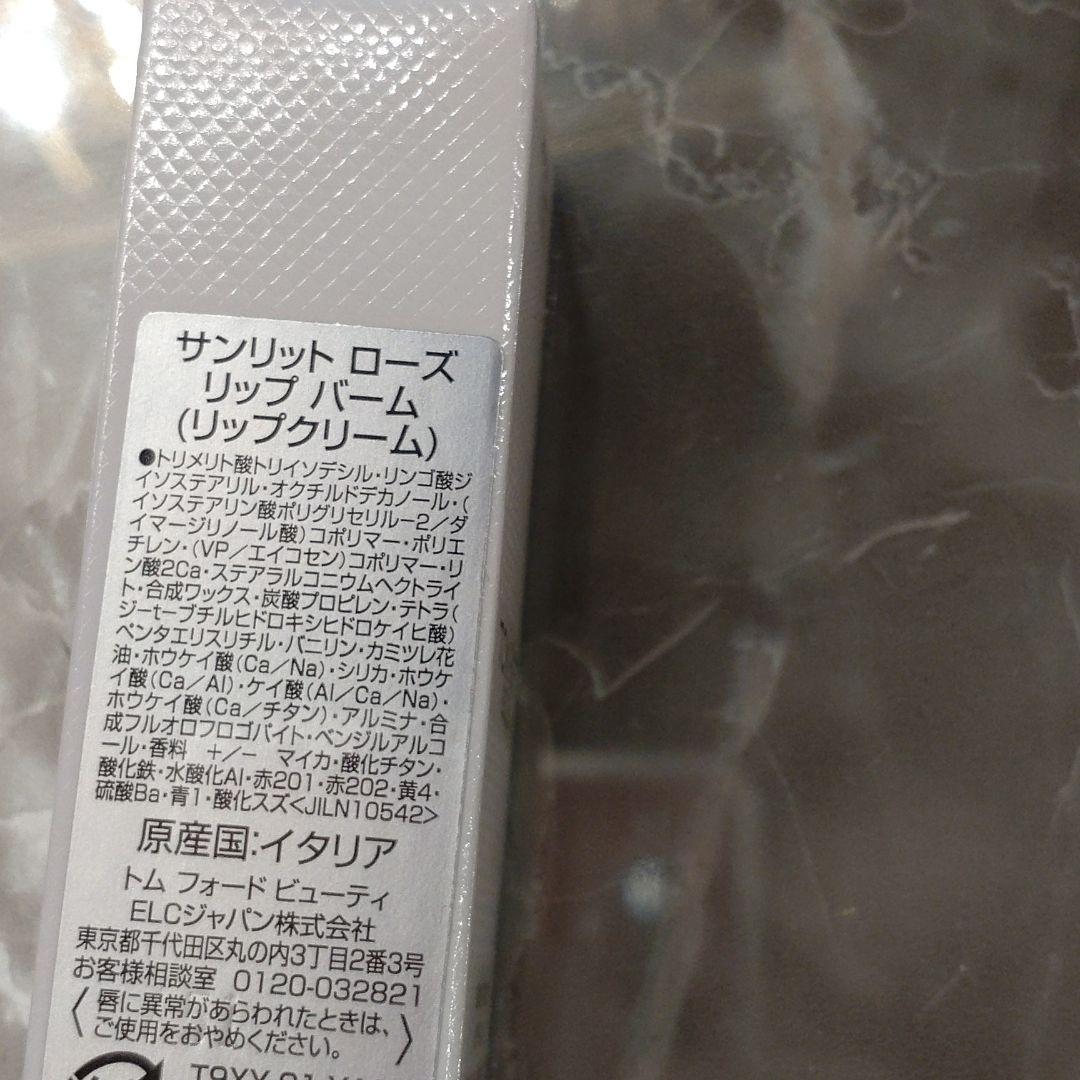 サンリット ローズ
リップ バーム
(リップクリーム)
●トリメリト酸トリイソデシル・リンゴ酸ジ
イソステアリル・オクチルドデカノール・(
イソステアリン酸ポリグリセリル－2／ダ
イマージリノール酸)コポリマー・ポリエ
チレン・(VP／エイコセン)コポリマー・リ
ン酸2Ca・ステアラルコニウムヘクトライ
ト・合成ワックス・炭酸プロピレン・テトラ(
ジーtーブチルヒドロキシヒドロケイヒ酸)
ペンタエリスリチル・バニリン・カミツレ花
油・ホウケイ酸(Ca／Na)・シリカ・ホウケ
イ酸(Ca／Al)・ケイ酸(Al／Ca／Na)・
ホウケイ酸(Ca／チタン)・アルミナ・合
成フルオロフロゴパイト・ベンジルアルコ
ール・香料 +/− マイカ・酸化チタン・
酸化鉄・水酸化Al・赤201・赤202・黄4・
硫酸Ba・青1・酸化スズ<JILN10542>
原産国:イタリア
トム フォード ビューティ
ELCジャパン株式会社
東京都千代田区丸の内3丁目2番3号
お客様相談室 0120-032821
〈唇に異常があらわれたときは、
ご使用をおやめください。〉